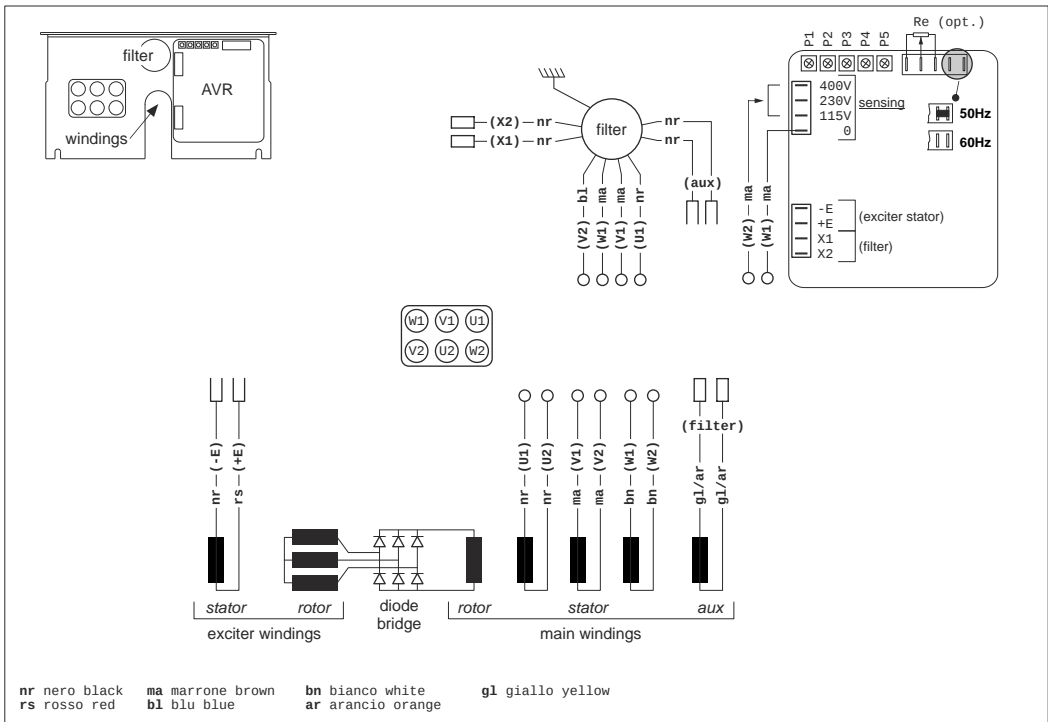 filter
AVR
windings
(X2) nr
(X1) nr
filter
nr
nr
(aux)
(V2) bl
(W1) ma
(V1) ma
(U1) nr
(W2) ma
(W1) ma
P1 P2 P3 P4 P5
Re (opt.)
400V
230V
115V
0
sensing
50Hz
60Hz
-E
+E
(exciter stator)
X1
X2
(filter)
W1 V1 U1
V2 U2 W2
nr (-E)
rs (+E)
nr (U1)
nr (U2)
ma (V1)
ma (V2)
bn (W1)
bn (W2)
(filter)
gl/ar
gl/ar
stator rotor
exciter windings
diode
bridge
rotor stator aux
main windings
nr nero black ma marrone brown bn bianco white gl giallo yellow
rs rosso red bl blu blue ar arancio orange